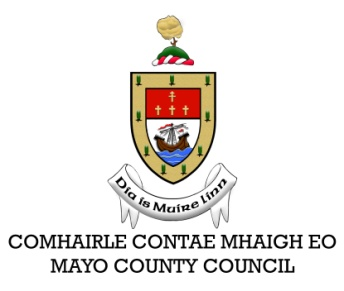 Dia is Muire linn
COMHAIRLE CONTAE MHAIGH EO
MAYO COUNTY COUNCIL